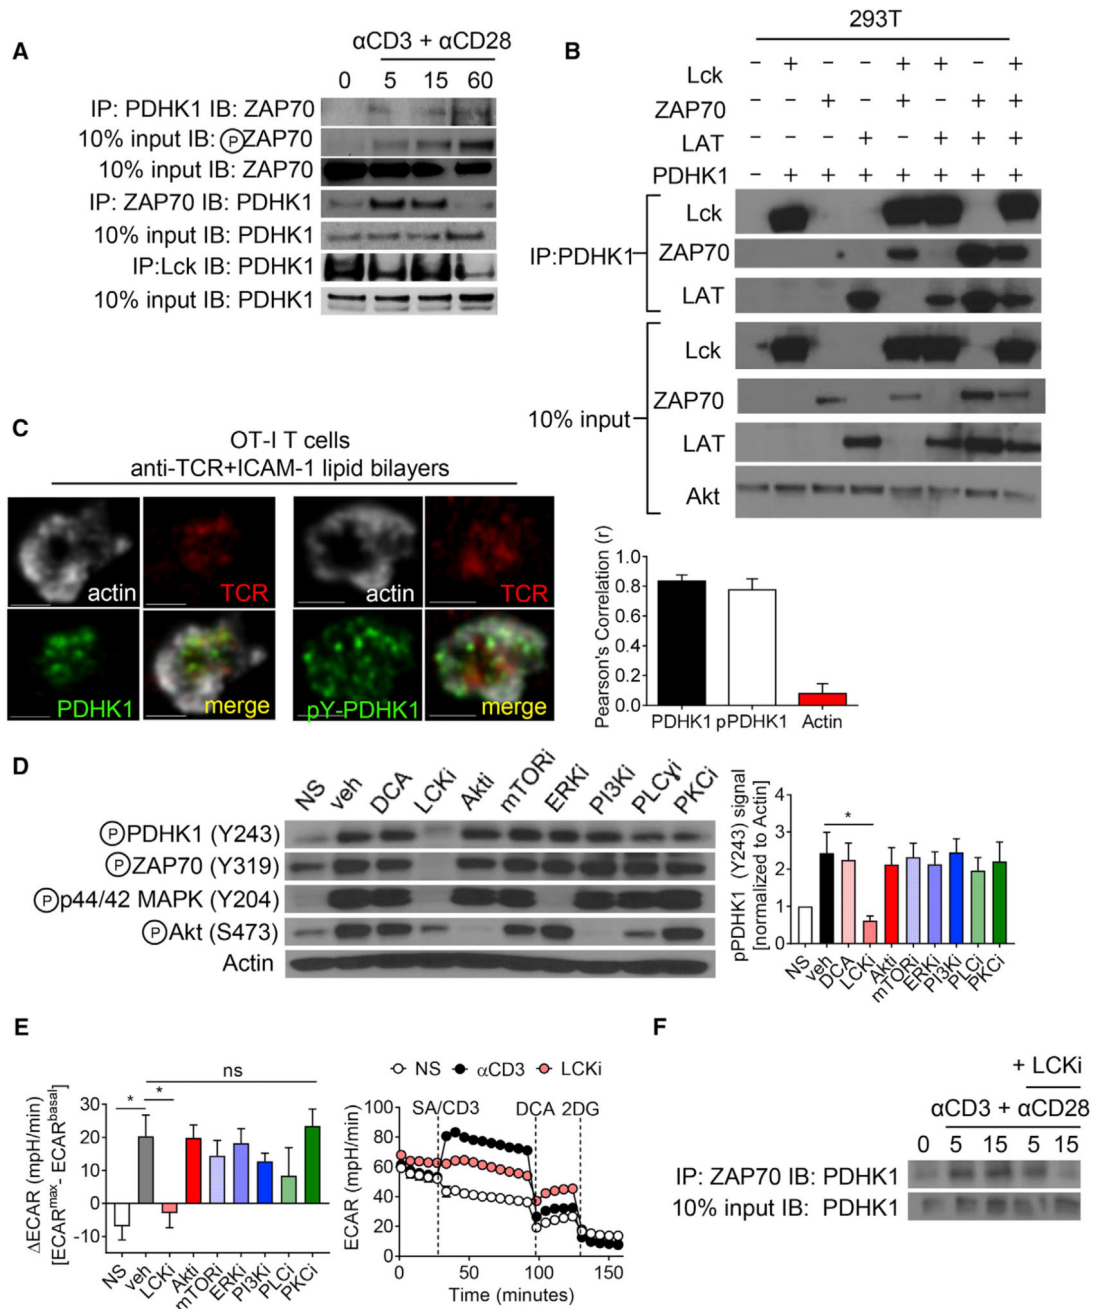 A
αCD3 + αCD28
0 5 15 60
IP: PDHK1 IB: ZAP70
10% input IB: ⓅZAP70
10% input IB: ZAP70
IP: ZAP70 IB: PDHK1
10% input IB: PDHK1
IP:Lck IB: PDHK1
10% input IB: PDHK1
B
293T
Lck - + - - + + - +
ZAP70 - - + - + - + +
LAT - - - + - + + +
PDHK1 - + + + + + + +
IP:PDHK1
Lck
ZAP70
LAT
10% input
Lck
ZAP70
LAT
Akt
C
OT-I T cells
anti-TCR+ICAM-1 lipid bilayers
actin
TCR
actin
TCR
PDHK1
merge
pY-PDHK1
merge
Pearson's Correlation (r)
1.0
0.8
0.6
0.4
0.2
0.0
PDHK1 pPDHK1 Actin
D
NS veh DCA LCKi Akti mTORi ERKi PI3Ki PLCɣi PKCi
ⓅPDHK1 (Y243)
ⓅZAP70 (Y319)
Ⓟp44/42 MAPK (Y204)
ⓅAkt (S473)
Actin
pPDHK1 (Y243) signal
[normalized to Actin]
4
3
2
1
0
*
NS veh DCA LCKi Akti mTORi ERKi PI3Ki PLCi PKCi
E
ΔECAR (mpH/min)
[ECARmax- ECARbasal]
30
20
10
0
-10
ns
* *
NS veh LCKi Akti mTORi ERKi PI3Ki PLCi PKCi
NS αCD3 LCKi
SA/CD3 DCA 2DG
ECAR (mpH/min)
100
80
60
40
20
0
0 50 100 150
Time (minutes)
F
+ LCKi
αCD3 + αCD28
0 5 15 5 15
IP: ZAP70 IB: PDHK1
10% input IB: PDHK1